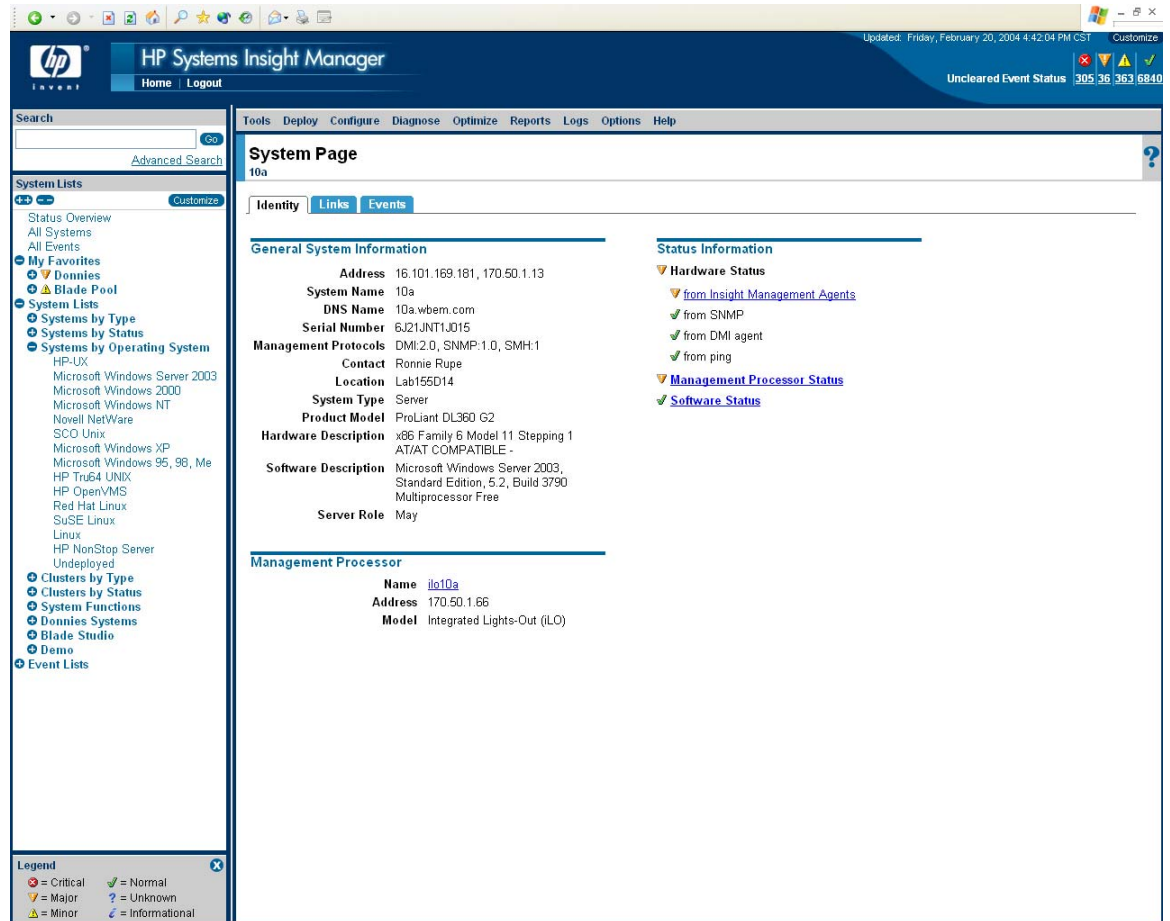 Updated: Friday, February 20, 2004 4:42:04 PM CST Customize
hp
invent
HP Systems Insight Manager
Home | Logout
Uncleared Event Status 305 36 363 6840
Search
Go
Advanced Search
System Lists
Customize
Status Overview
All Systems
All Events
My Favorites
Donnies
Blade Pool
System Lists
Systems by Type
Systems by Status
Systems by Operating System
HP-UX
Microsoft Windows Server 2003
Microsoft Windows 2000
Microsoft Windows NT
Novell NetWare
SCO Unix
Microsoft Windows XP
Microsoft Windows 95, 98, Me
HP Tru64 UNIX
HP OpenVMS
Red Hat Linux
SuSE Linux
Linux
HP NonStop Server
Undeployed
Clusters by Type
Clusters by Status
System Functions
Donnies Systems
Blade Studio
Demo
Event Lists
Legend
= Critical = Normal
= Major ? = Unknown
= Minor i = Informational
Tools Deploy Configure Diagnose Optimize Reports Logs Options Help
System Page
10a
?
Identity Links Events
General System Information
Address 16.101.169.181, 170.50.1.13
System Name 10a
DNS Name 10a.wbem.com
Serial Number 6J21JNT1J015
Management Protocols DMI:2.0, SNMP:1.0, SMH:1
Contact Ronnie Rupe
Location Lab155D14
System Type Server
Product Model ProLiant DL360 G2
Hardware Description x86 Family 6 Model 11 Stepping 1
AT/AT COMPATIBLE -
Software Description Microsoft Windows Server 2003,
Standard Edition, 5.2, Build 3790
Multiprocessor Free
Server Role May
Management Processor
Name ilo10a
Address 170.50.1.66
Model Integrated Lights-Out (iLO)
Status Information
Hardware Status
from Insight Management Agents
from SNMP
from DMI agent
from ping
Management Processor Status
Software Status